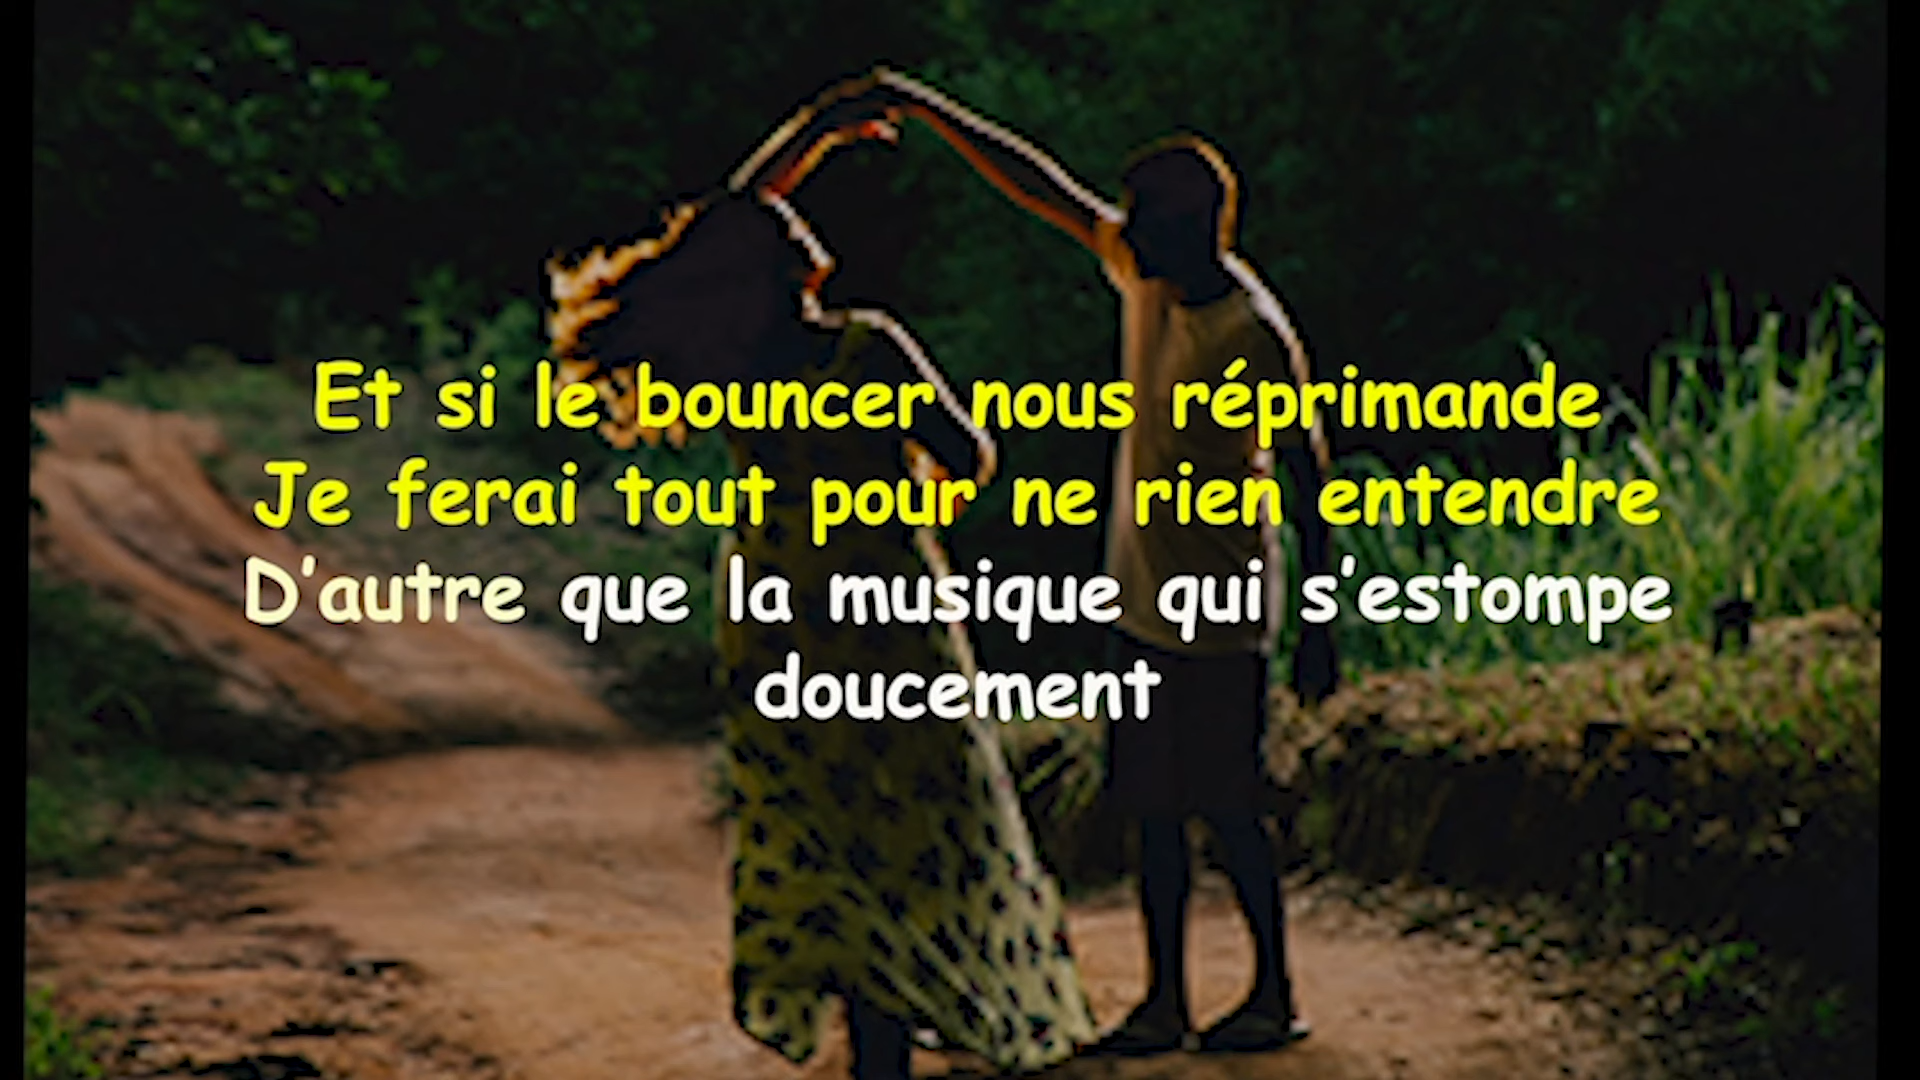 Et si le bouncer nous réprimande
Je ferai tout pour ne rien entendre
D'autre que la musique qui s'estompe
doucement